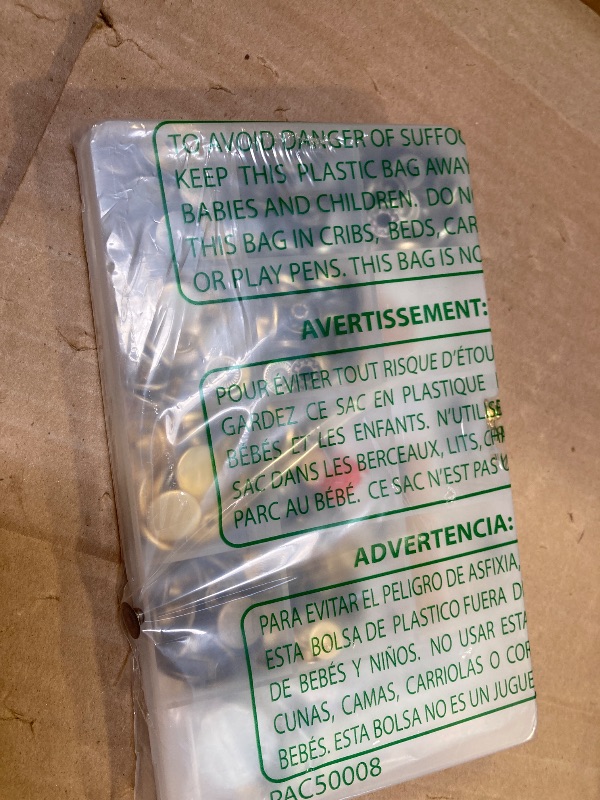 TO AVOID DANGER OF SUFFOC
KEEP THIS PLASTIC BAG AWAY
BABIES AND CHILDREN. DO N
THIS BAG IN CRIBS, BEDS, CAR
OR PLAY PENS. THIS BAG IS NO
AVERTISSEMENT:
POUR ÉVITER TOUT RISQUE D'ÉTOU
GARDEZ CE SAC EN PLASTIQUE
BÉBÉS ET LES ENFANTS. N'UTILISE
SAC DANS LES BERCEAUX, LITS,
PARC AU BÉBÉ. CE SAC N'EST PAS U
ADVERTENCIA:
PARA EVITAR EL PELIGRO DE ASFIXIA,
ESTA BOLSA DE PLASTICO FUERA D
DE BEBÉS Y NIÑOS. NO USAR ESTA
CUNAS, CAMAS, CARRIOLAS O COR
BEBÉS. ESTA BOLSA NO ES UN JUGUE
PAC50008